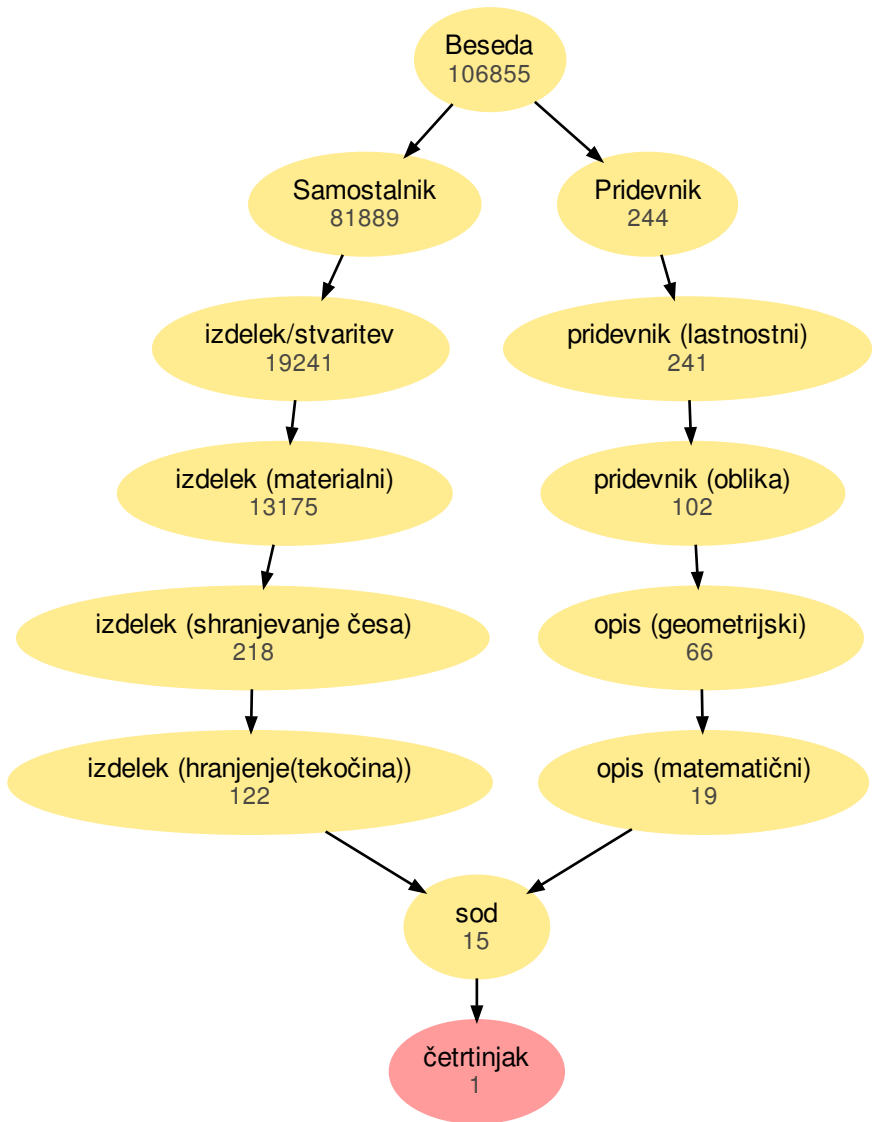 Beseda
106855
Samostalnik
81889
Pridevnik
244
izdelek/stvaritev
19241
pridevnik (lastnostni)
241
izdelek (materialni)
13175
pridevnik (oblika)
102
izdelek (shranjevanje česa)
218
opis (geometrijski)
66
izdelek (hranjenje(tekočina))
122
opis (matematični)
19
sod
15
četrtinjak
1